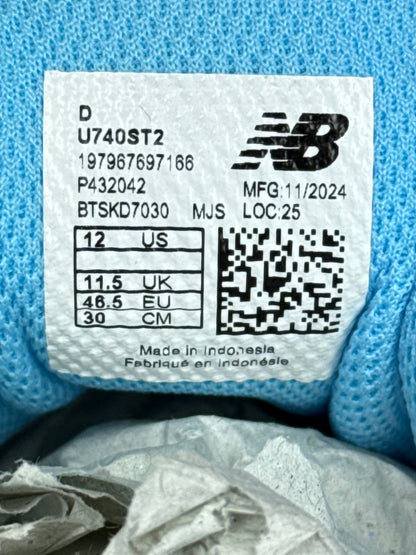 D
U740ST2
197967697166
P432042 MFG:11/2024
BTSKD7030 MJS LOC:25
NB
12 US
11.5 UK
46.5 EU
30 CM
Made in Indonesia
Fabriqué en Indonésie